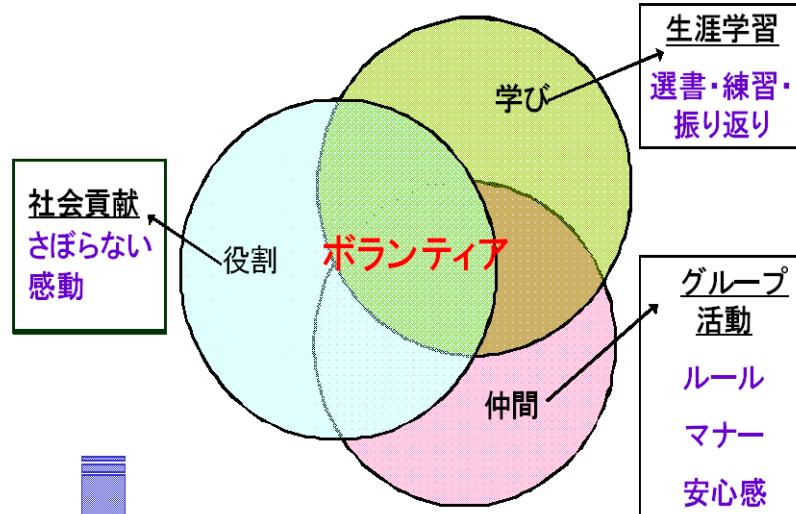 生涯学習
選書・練習・
振り返り
学び
社会貢献
さぼらない
感動
役割
ボランティア
グループ
活動
ルール
マナー
安心感
仲間